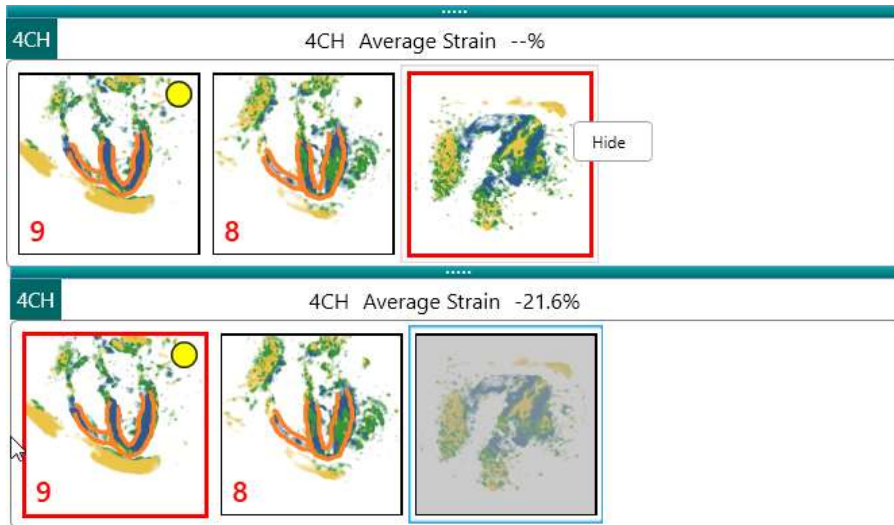 4CH 4CH Average Strain --%
Hide
9 8
4CH 4CH Average Strain -21.6%
9 8